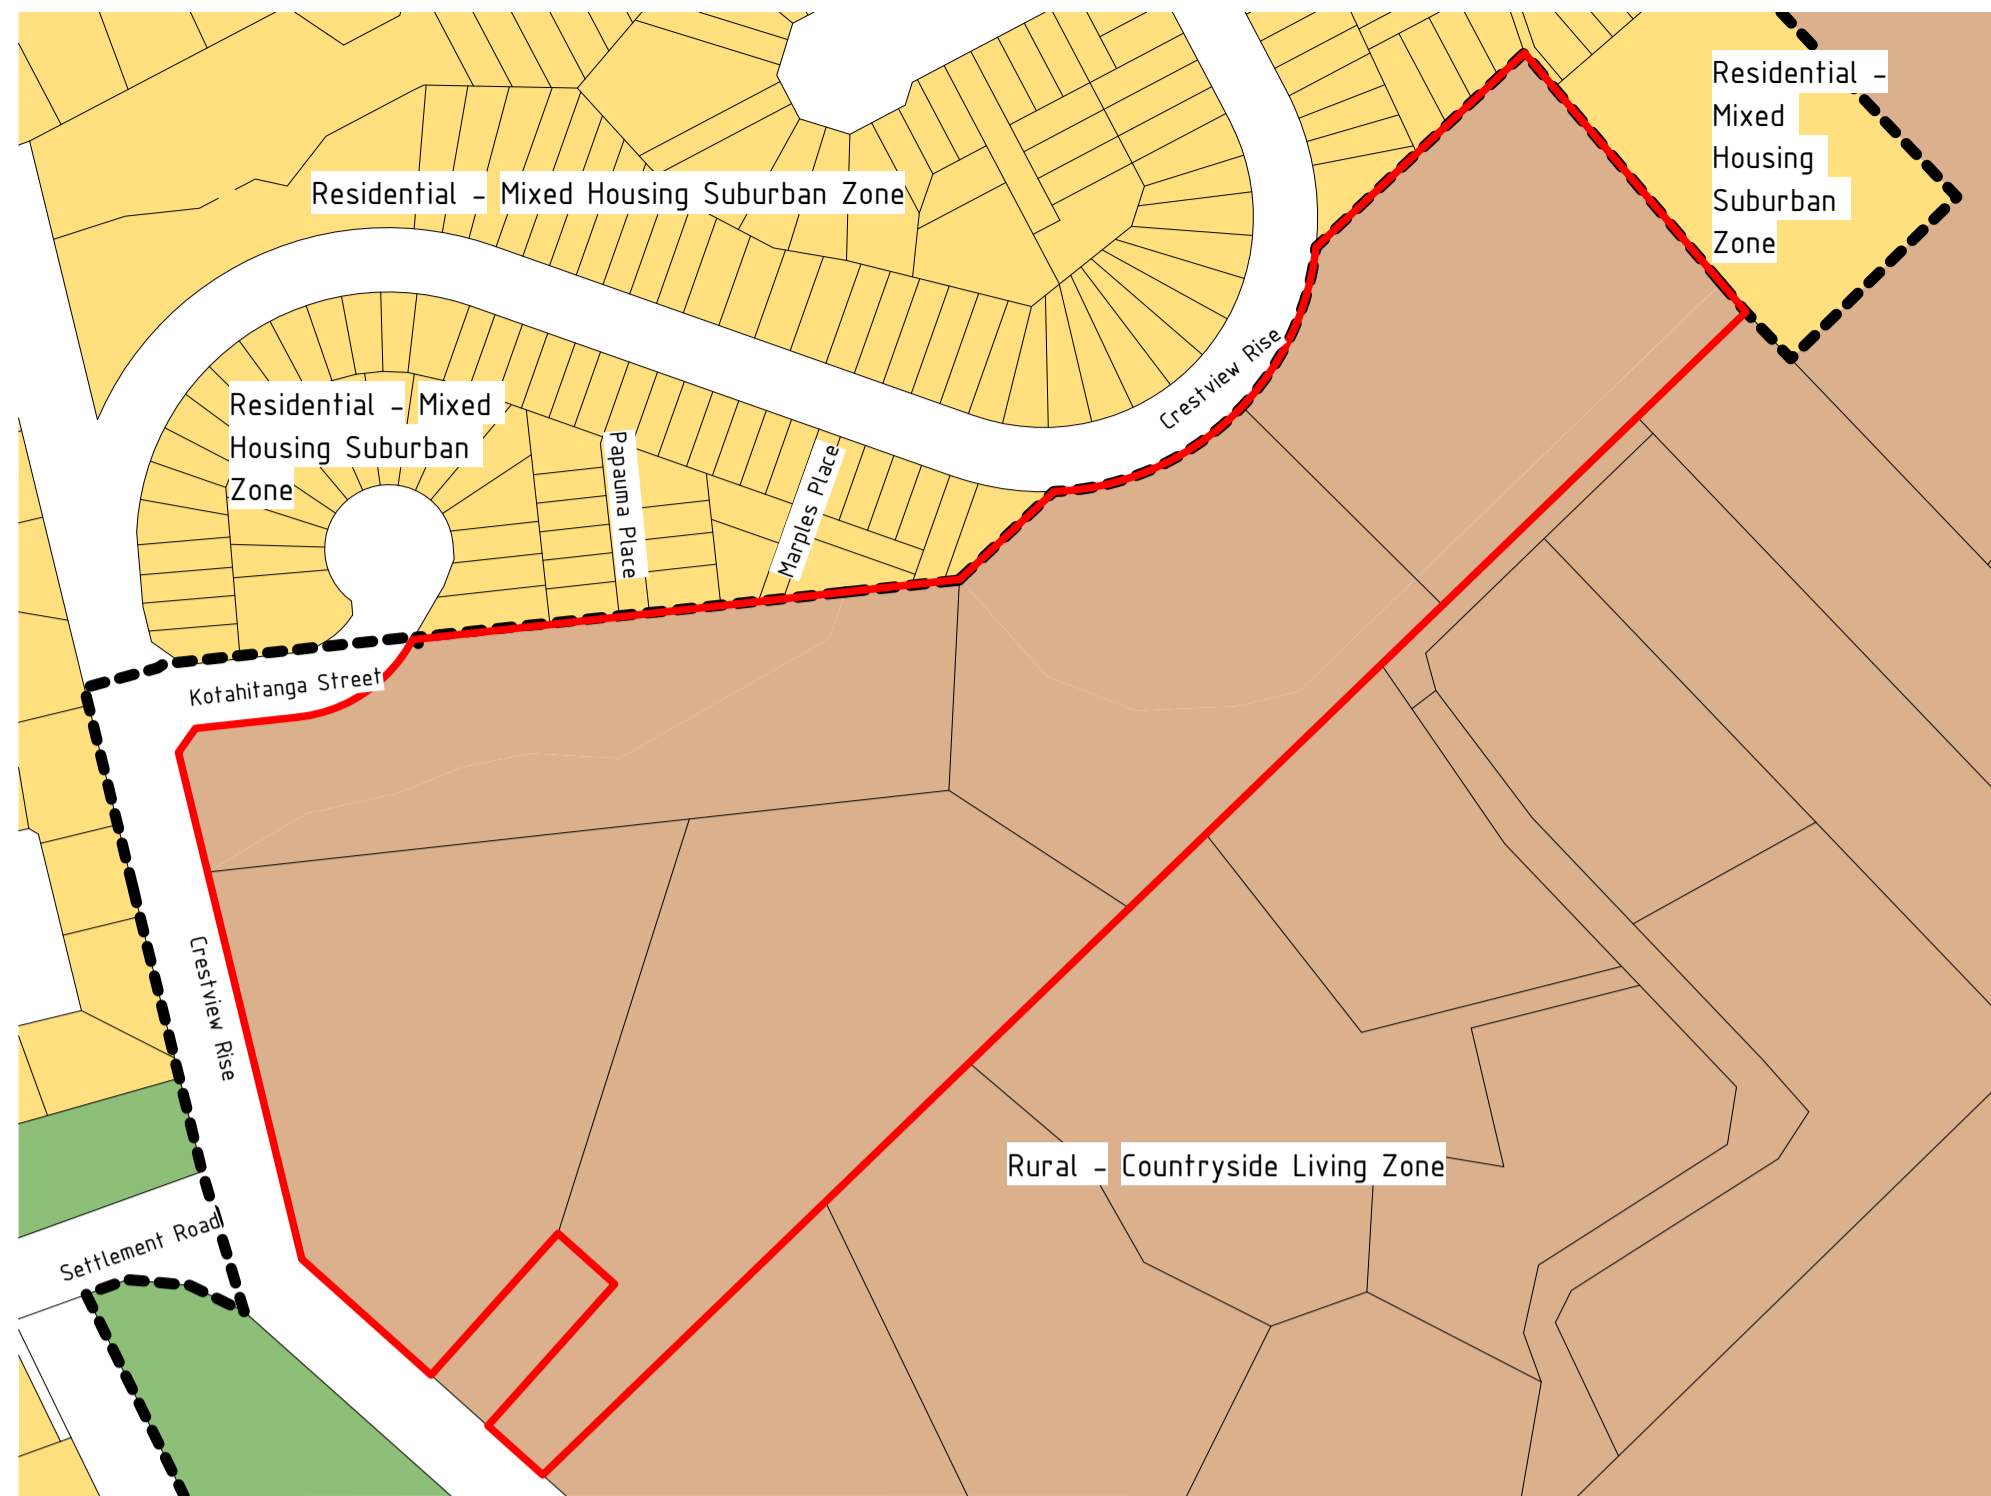 Residential -
Mixed
Housing
Suburban
Zone
Residential - Mixed Housing Suburban Zone
Crestview Rise
Residential - Mixed
Housing Suburban
Zone
Papauma Place
Marples Place
Kotahitanga Street
Crestview Rise
Rural - Countryside Living Zone
Settlement Road